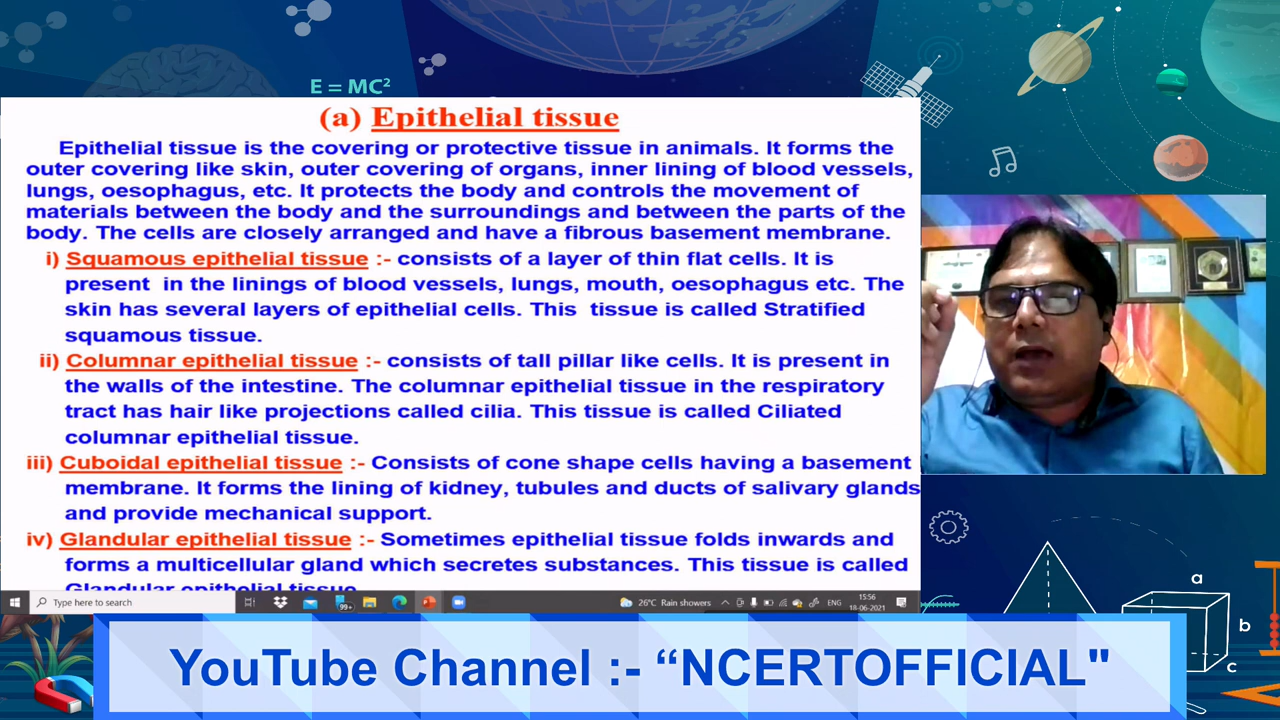 E = MC²
(a) Epithelial tissue
Epithelial tissue is the covering or protective tissue in animals. It forms the
outer covering like skin, outer covering of organs, inner lining of blood vessels,
lungs, oesophagus, etc. It protects the body and controls the movement of
materials between the body and the surroundings and between the parts of the
body. The cells are closely arranged and have a fibrous basement membrane.
i) Squamous epithelial tissue :- consists of a layer of thin flat cells. It is
present in the linings of blood vessels, lungs, mouth, oesophagus etc. The
skin has several layers of epithelial cells. This tissue is called Stratified
squamous tissue.
ii) Columnar epithelial tissue :- consists of tall pillar like cells. It is present in
the walls of the intestine. The columnar epithelial tissue in the respiratory
tract has hair like projections called cilia. This tissue is called Ciliated
columnar epithelial tissue.
iii) Cuboidal epithelial tissue :- Consists of cone shape cells having a basement
membrane. It forms the lining of kidney, tubules and ducts of salivary glands
and provide mechanical support.
iv) Glandular epithelial tissue :- Sometimes epithelial tissue folds inwards and
forms a multicellular gland which secretes substances. This tissue is called
Glandular epithelial tissue.
Type here to search
99+
26°C Rain showers
ENG
15:56
18-06-2021
a
b
c
YouTube Channel :- “NCERTOFFICIAL"